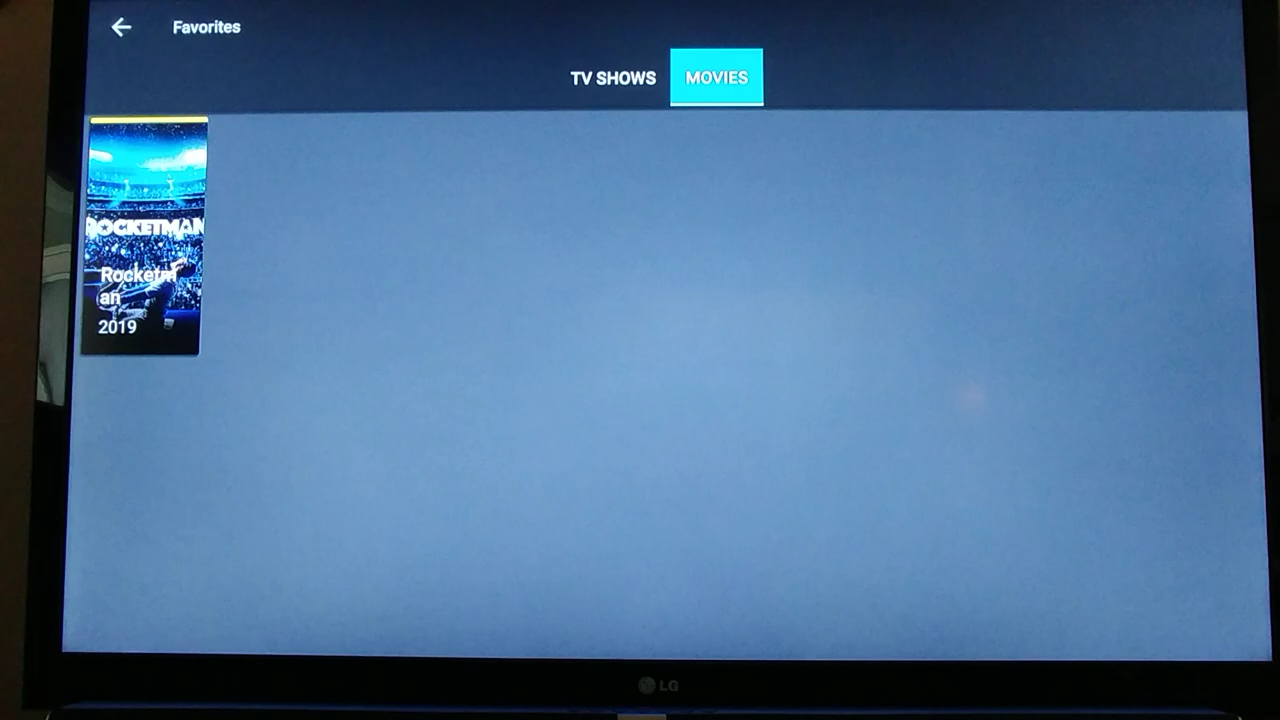 Favorites
TV SHOWS
MOVIES
ROCKETMAN
Rocketm
an
2019
LG